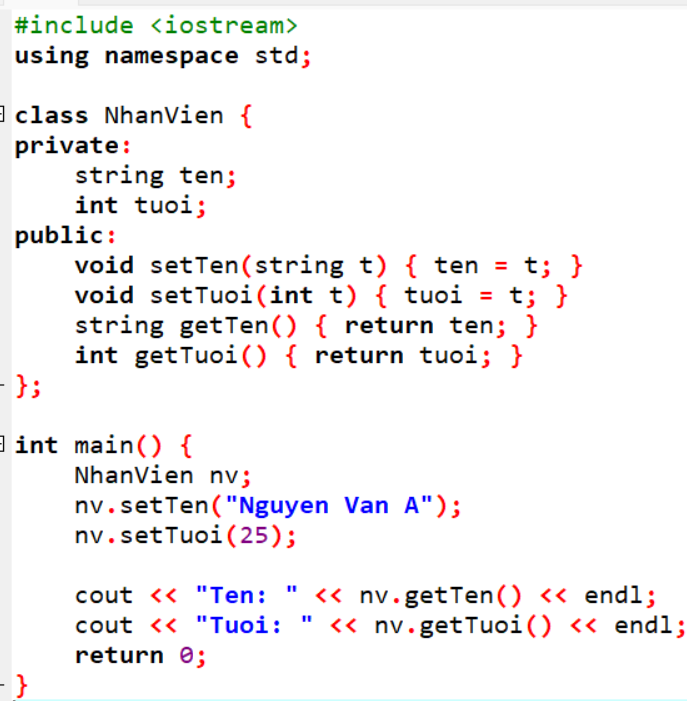 #include <iostream>
using namespace std;

class NhanVien {
private:
    string ten;
    int tuoi;
public:
    void setTen(string t) { ten = t; }
    void setTuoi(int t) { tuoi = t; }
    string getTen() { return ten; }
    int getTuoi() { return tuoi; }
};

int main() {
    NhanVien nv;
    nv.setTen("Nguyen Van A");
    nv.setTuoi(25);

    cout << "Ten: " << nv.getTen() << endl;
    cout << "Tuoi: " << nv.getTuoi() << endl;
    return 0;
}